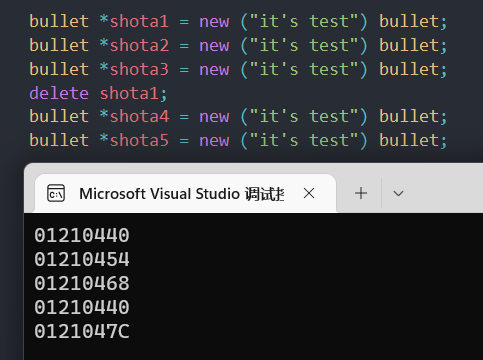 bullet *shota1 = new ("it's test") bullet;
bullet *shota2 = new ("it's test") bullet;
bullet *shota3 = new ("it's test") bullet;
delete shota1;
bullet *shota4 = new ("it's test") bullet;
bullet *shota5 = new ("it's test") bullet;
Microsoft Visual Studio 调试
01210440
01210454
01210468
01210440
0121047C